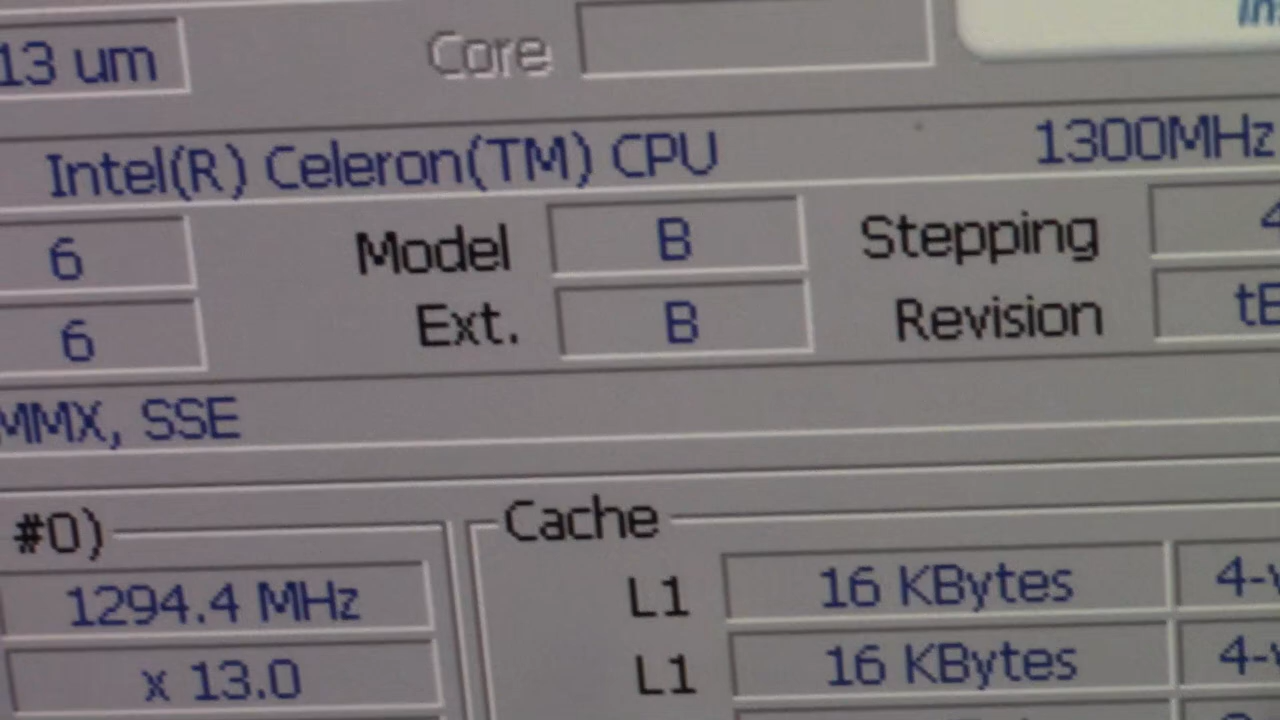 13 um Core
Intel(R) Celeron(TM) CPU 1300MHz
6 Model B Stepping
6 Ext. B Revision
MMX, SSE
#0) Cache
1294.4 MHz L1 16 KBytes
x 13.0 L1 16 KBytes